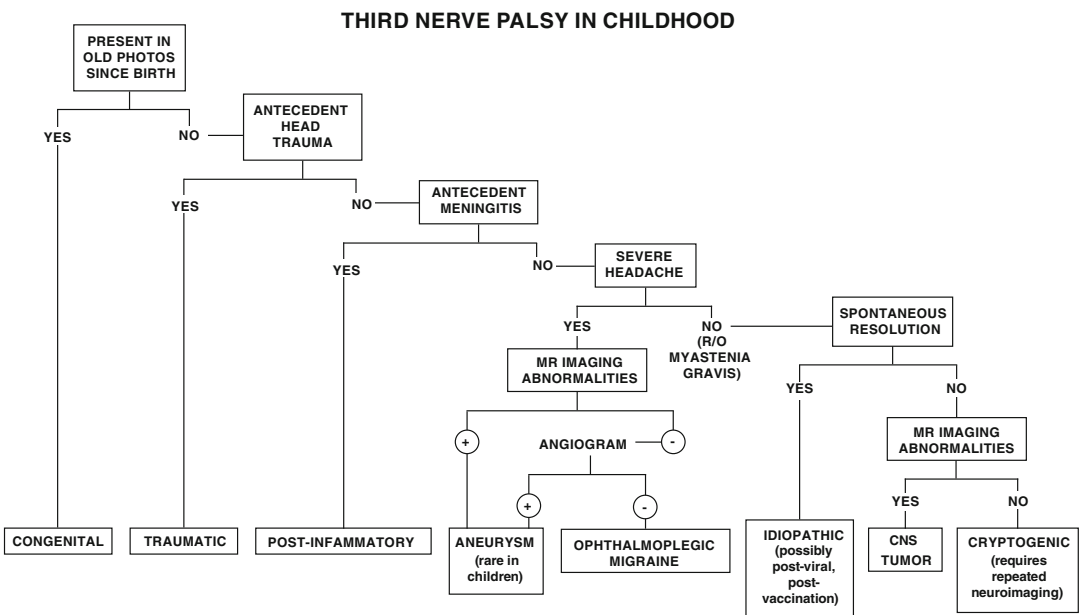 THIRD NERVE PALSY IN CHILDHOOD
PRESENT IN
OLD PHOTOS
SINCE BIRTH
YES
NO
ANTECEDENT
HEAD
TRAUMA
YES
NO
ANTECEDENT
MENINGITIS
YES
NO
SEVERE
HEADACHE
YES
NO
(R/O
MYASTENIA
GRAVIS)
SPONTANEOUS
RESOLUTION
MR IMAGING
ABNORMALITIES
YES
NO
+
ANGIOGRAM
-
MR IMAGING
ABNORMALITIES
+
-
YES
NO
CONGENITAL
TRAUMATIC
POST-INFAMMATORY
ANEURYSM
(rare in
children)
OPHTHALMOPLEGIC
MIGRAINE
IDIOPATHIC
(possibly
post-viral,
post-
vaccination)
CNS
TUMOR
CRYPTOGENIC
(requires
repeated
neuroimaging)